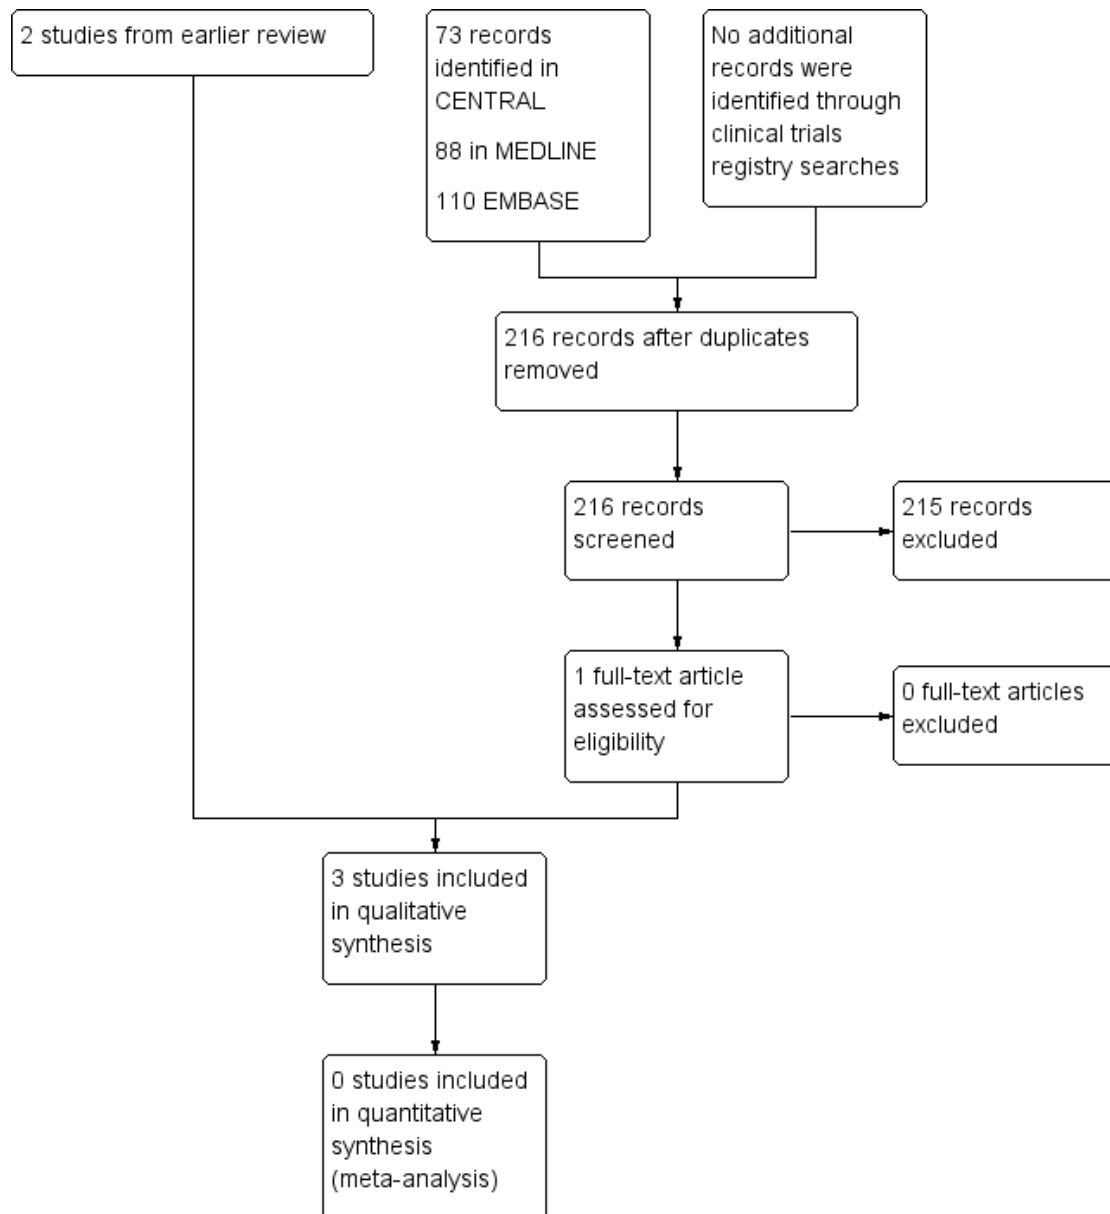 2 studies from earlier review
73 records
identified in
CENTRAL
88 in MEDLINE
110 EMBASE
No additional
records were
identified through
clinical trials
registry searches
216 records after duplicates
removed
216 records
screened
215 records
excluded
1 full-text article
assessed for
eligibility
0 full-text articles
excluded
3 studies included
in qualitative
synthesis
0 studies included
in quantitative
synthesis
(meta-analysis)